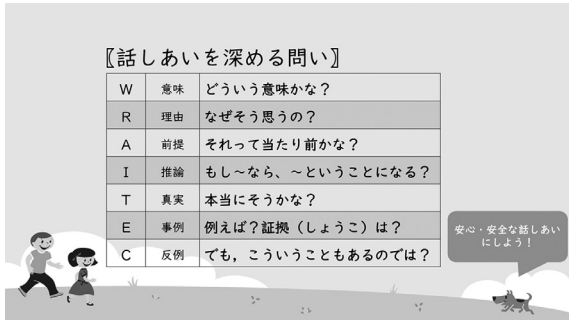 〖話しあいを深める問い〗
W 意味 どういう意味かな？
R 理由 なぜそう思うの？
A 前提 それって当たり前かな？
I 推論 もし～なら、～ということになる？
T 真実 本当にそうかな？
E 事例 例えば？証拠（しょうこ）は？
C 反例 でも，こういうこともあるのでは？
安心・安全な話しあい
にしよう！